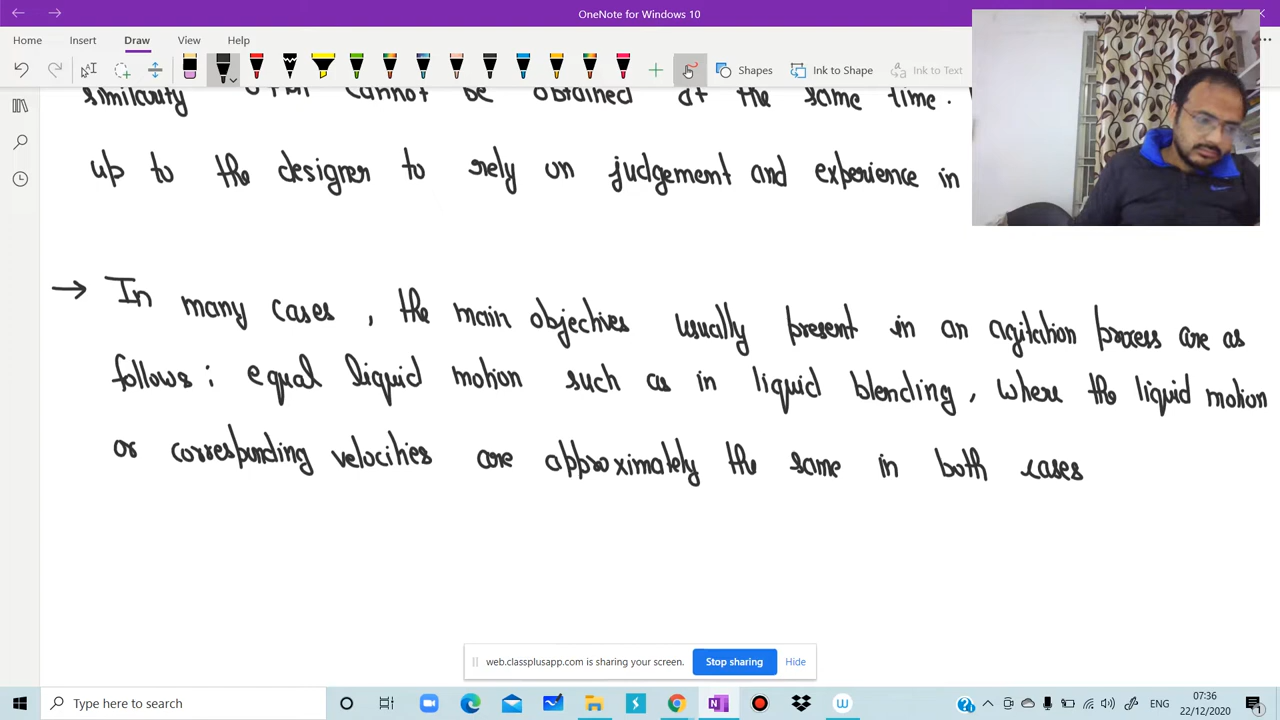 OneNote for Windows 10
Home Insert Draw View Help
Shapes Ink to Shape Ink to Text
similarity often cannot be obtained at the same time.
up to the designer to rely on judgement and experience in
→ In many cases, the main objectives usually present in an agitation process are as
follows: equal liquid motion such as in liquid blending, where the liquid motion
or corresponding velocities are approximately the same in both cases
web.classplusapp.com is sharing your screen. Stop sharing Hide
Type here to search
ENG
07:36
22/12/2020